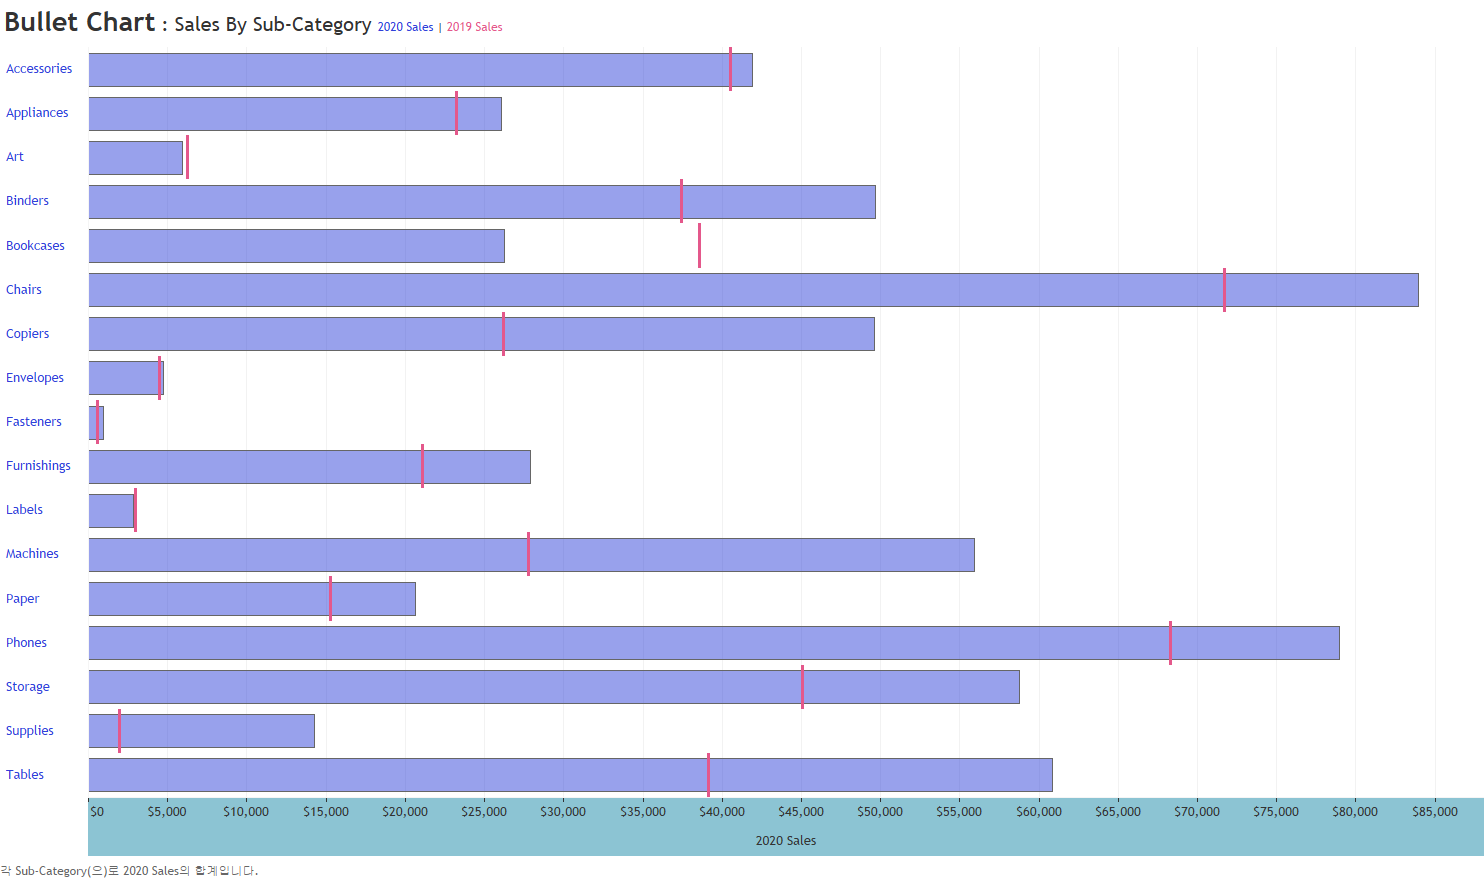 Bullet Chart : Sales By Sub-Category 2020 Sales | 2019 Sales
Accessories
Appliances
Art
Binders
Bookcases
Chairs
Copiers
Envelopes
Fasteners
Furnishings
Labels
Machines
Paper
Phones
Storage
Supplies
Tables
$0 $5,000 $10,000 $15,000 $20,000 $25,000 $30,000 $35,000 $40,000 $45,000 $50,000 $55,000 $60,000 $65,000 $70,000 $75,000 $80,000 $85,000
2020 Sales
각 Sub-Category(으)로 2020 Sales의 합계입니다.